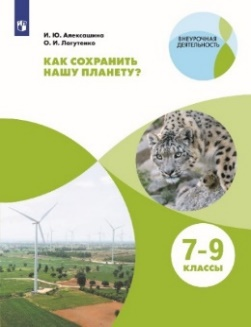 И. Ю. Алексашина
О. И. Лагутенко
ВНЕУРОЧНАЯ
ДЕЯТЕЛЬНОСТЬ
КАК СОХРАНИТЬ
НАШУ ПЛАНЕТУ?
7–9
КЛАССЫ